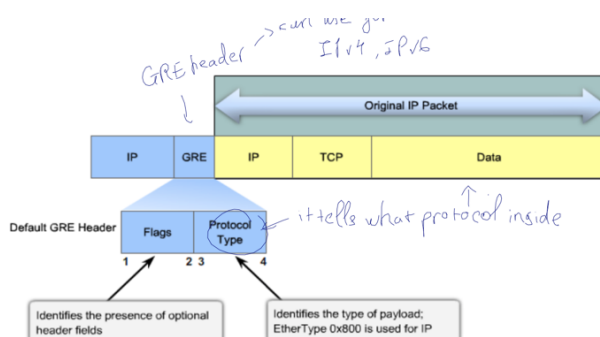 GRE header
IPv4, IPv6
Original IP Packet
IP GRE IP TCP Data
it tells what protocol inside
Default GRE Header
Flags
Protocol
Type
1 2 3 4
Identifies the presence of optional
header fields
Identifies the type of payload;
EtherType 0x800 is used for IP